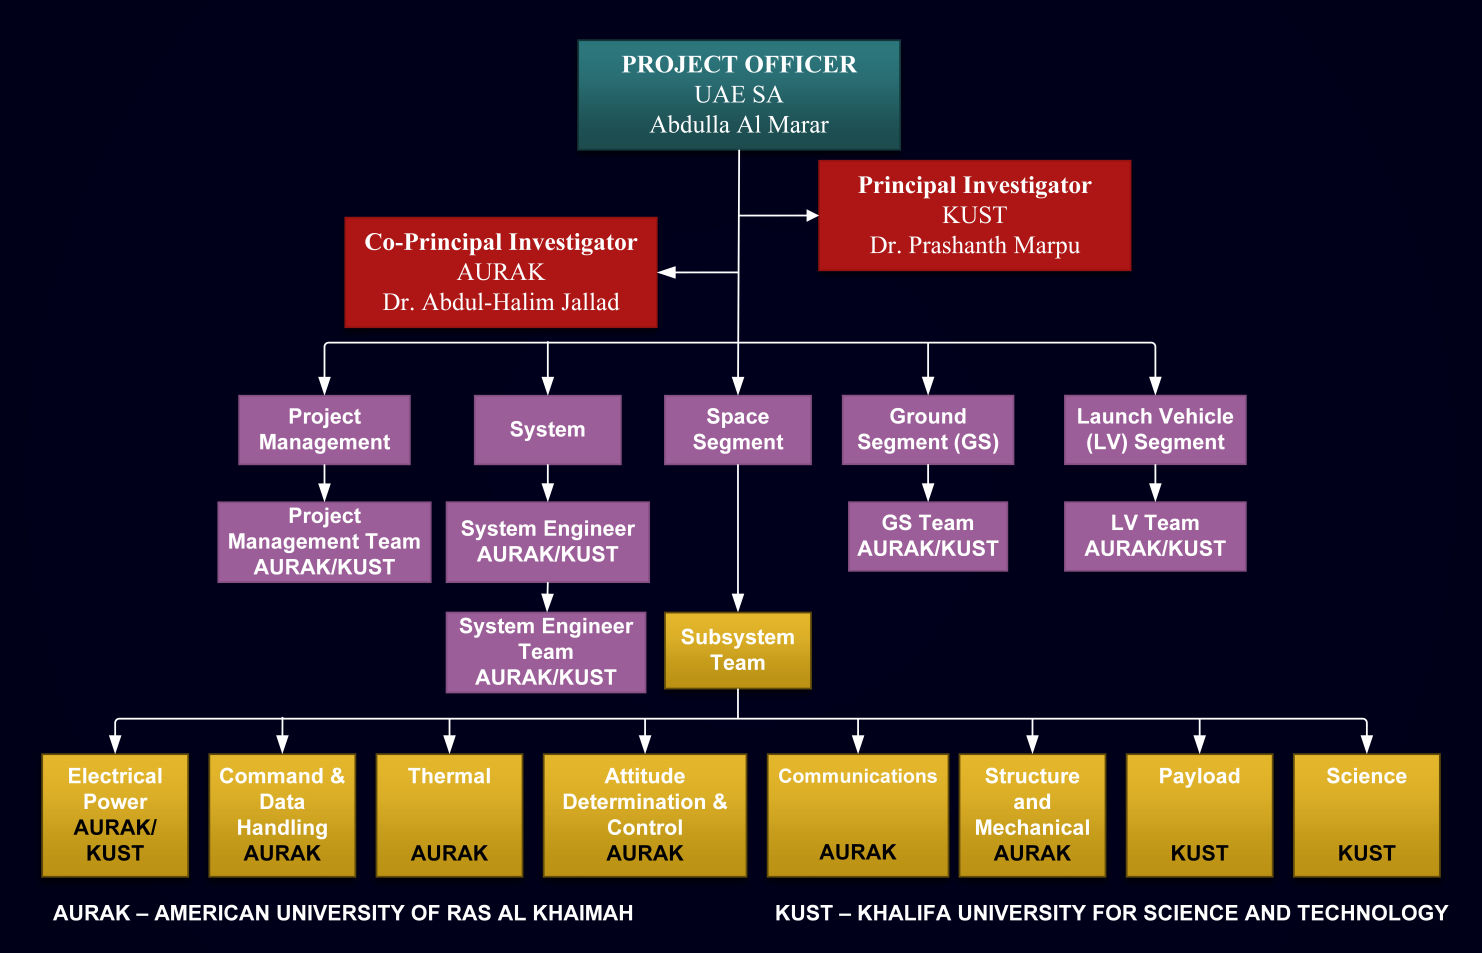 PROJECT OFFICER
UAE SA
Abdulla Al Marar
Principal Investigator
KUST
Dr. Prashanth Marpu
Co-Principal Investigator
AURAK
Dr. Abdul-Halim Jallad
Project
Management
System
Space
Segment
Ground
Segment (GS)
Launch Vehicle
(LV) Segment
Project
Management Team
AURAK/KUST
System Engineer
AURAK/KUST
GS Team
AURAK/KUST
LV Team
AURAK/KUST
System Engineer
Team
AURAK/KUST
Subsystem
Team
Electrical
Power
AURAK/
KUST
Command &
Data
Handling
AURAK
Thermal
AURAK
Attitude
Determination &
Control
AURAK
Communications
AURAK
Structure
and
Mechanical
AURAK
Payload
KUST
Science
KUST
AURAK – AMERICAN UNIVERSITY OF RAS AL KHAIMAH
KUST – KHALIFA UNIVERSITY FOR SCIENCE AND TECHNOLOGY